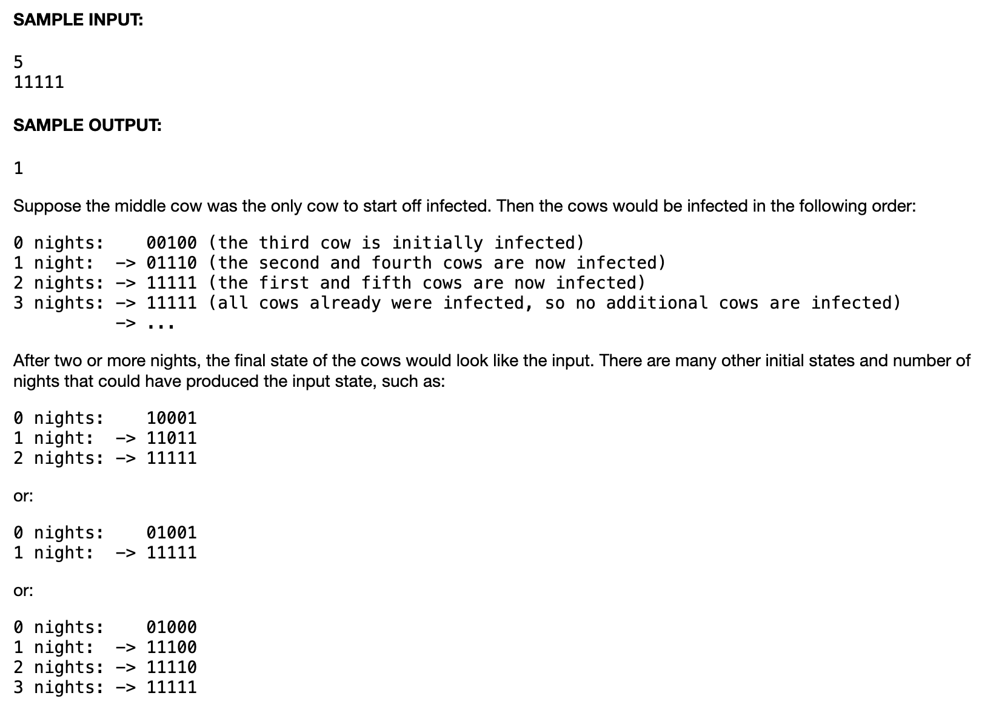 SAMPLE INPUT:
5
11111
SAMPLE OUTPUT:
1
Suppose the middle cow was the only cow to start off infected. Then the cows would be infected in the following order:
0 nights:    00100 (the third cow is initially infected)
1 night:  -> 01110 (the second and fourth cows are now infected)
2 nights: -> 11111 (the first and fifth cows are now infected)
3 nights: -> 11111 (all cows already were infected, so no additional cows are infected)
          -> ...
After two or more nights, the final state of the cows would look like the input. There are many other initial states and number of
nights that could have produced the input state, such as:
0 nights:    10001
1 night:  -> 11011
2 nights: -> 11111
or:
0 nights:    01001
1 night:  -> 11111
or:
0 nights:    01000
1 night:  -> 11100
2 nights: -> 11110
3 nights: -> 11111